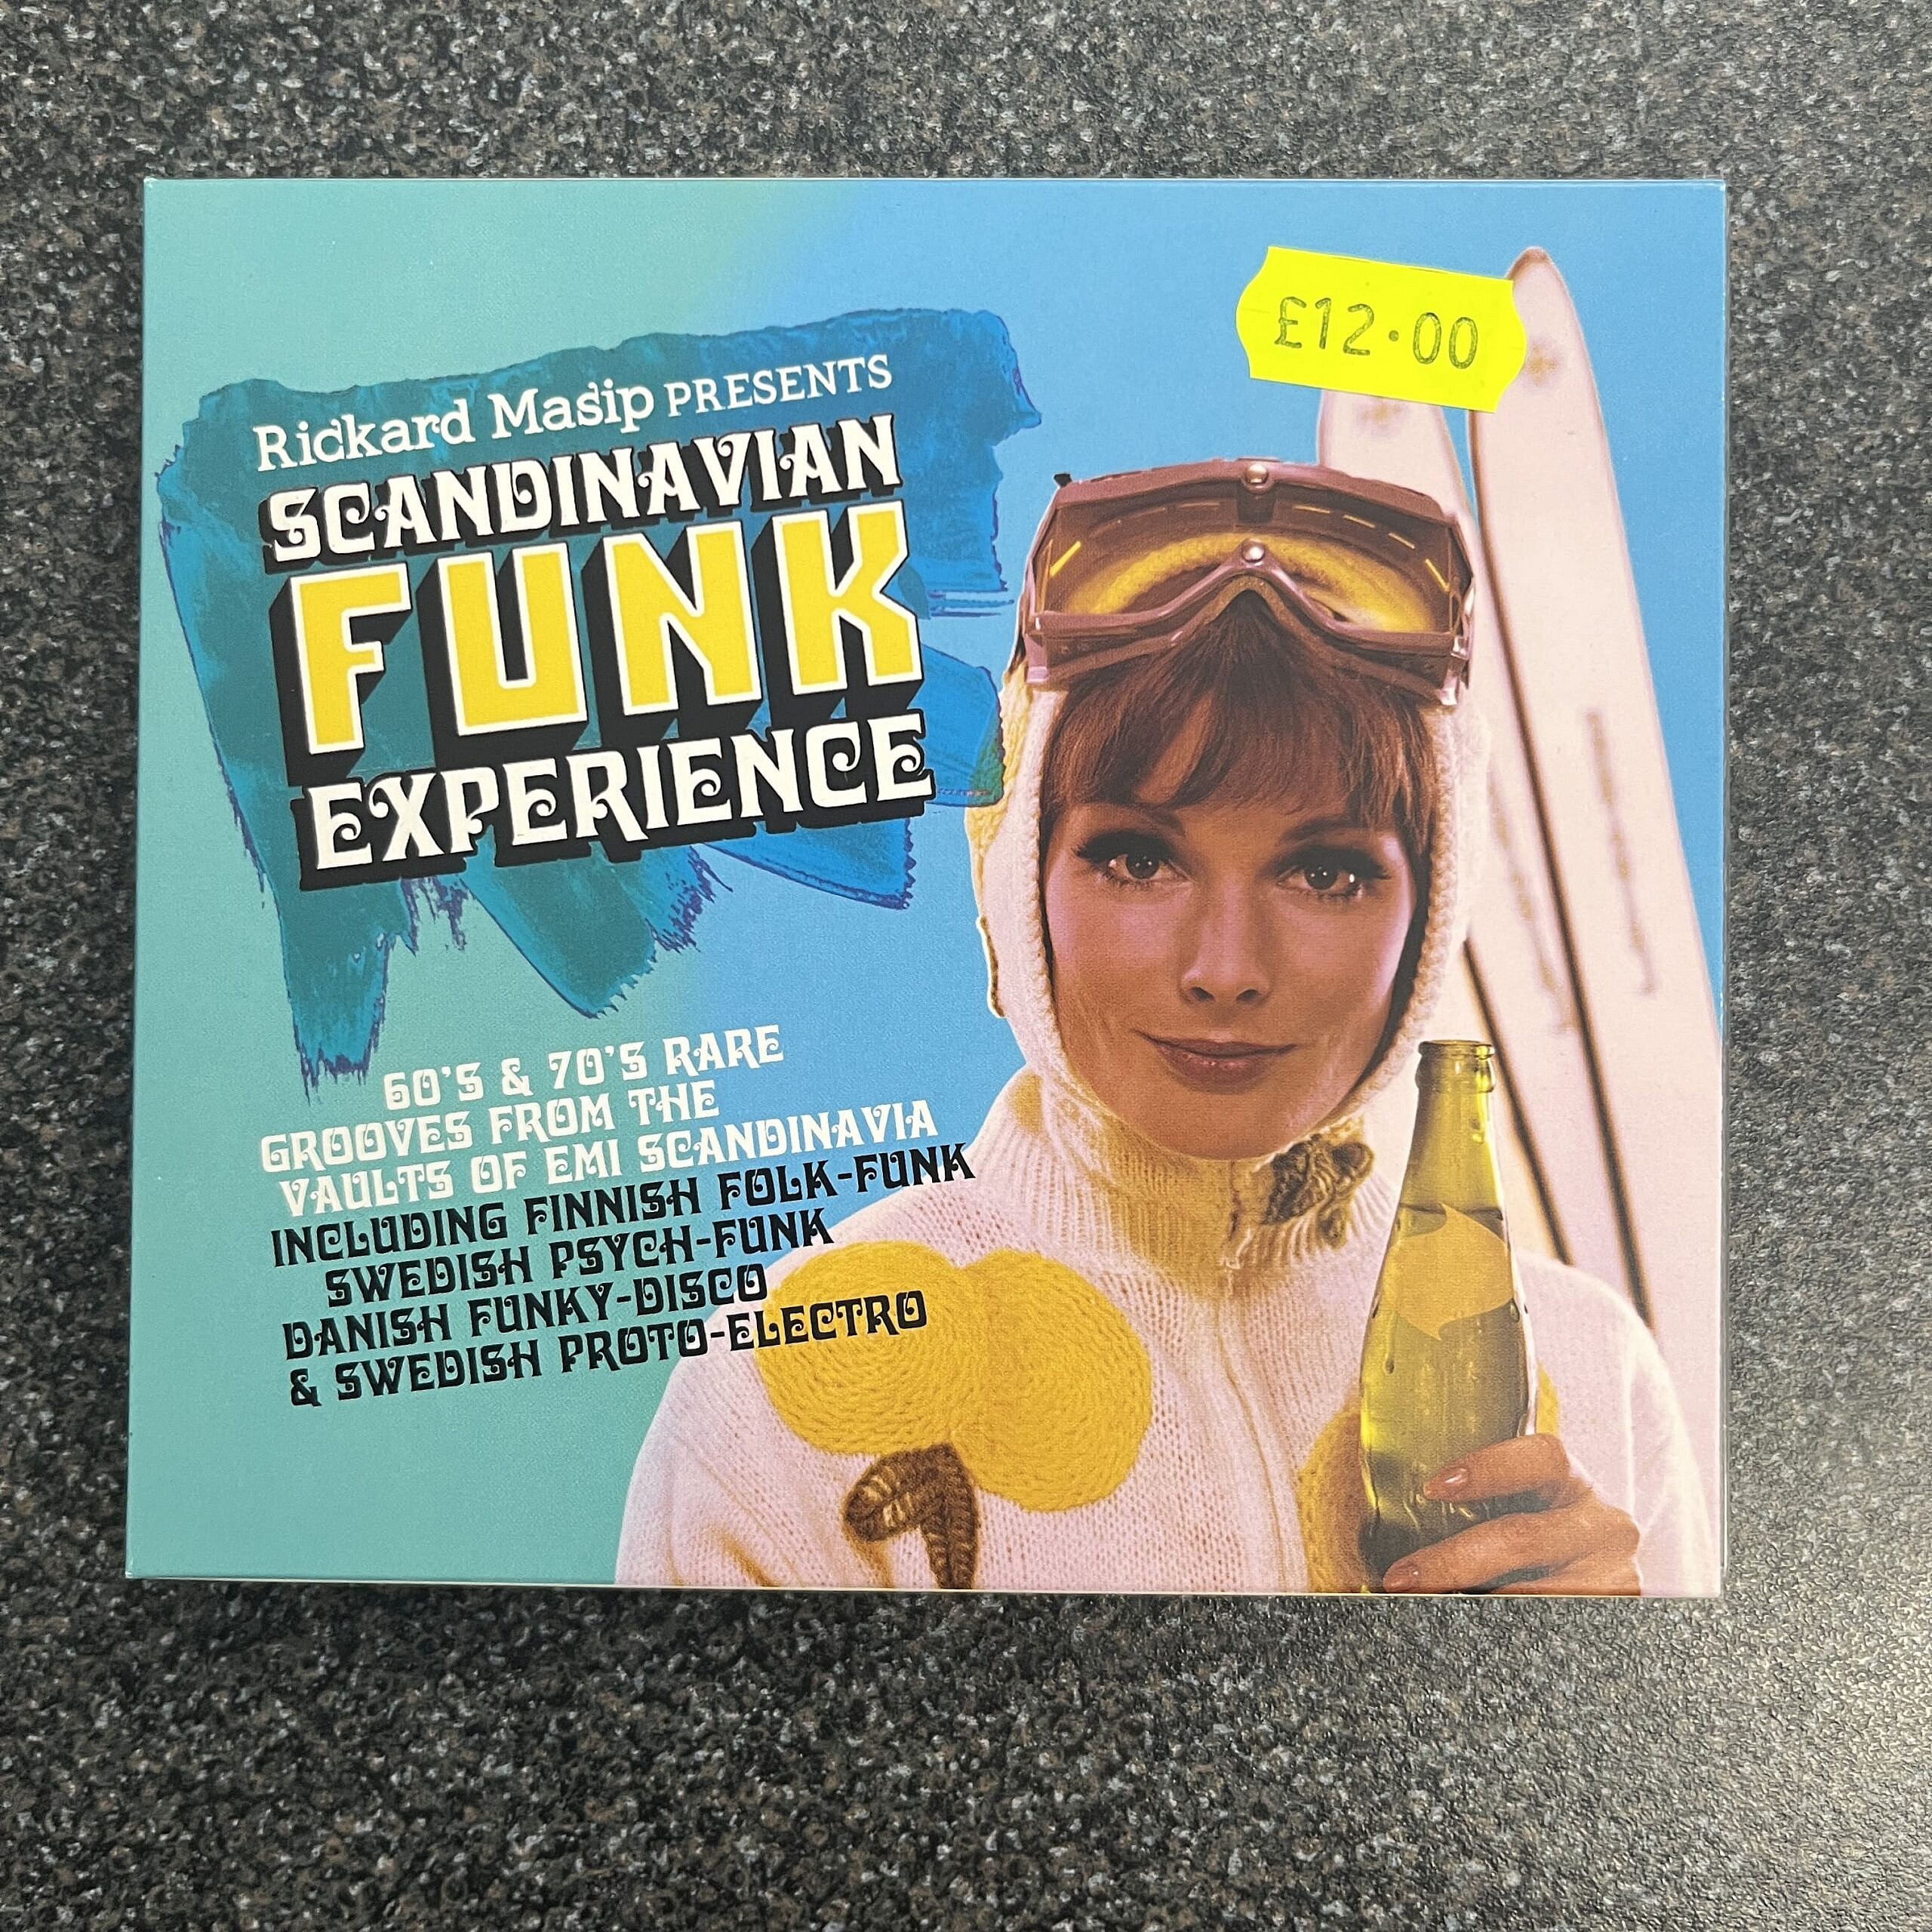 £12.00
Rickard Masip PRESENTS
SCANDINAVIAN
FUNK
EXPERIENCE
60'S & 70'S RARE
GROOVES FROM THE
VAULTS OF EMI SCANDINAVIA
INCLUDING FINNISH FOLK-FUNK
SWEDISH PSYCH-FUNK
DANISH FUNKY-DISCO
& SWEDISH PROTO-ELECTRO